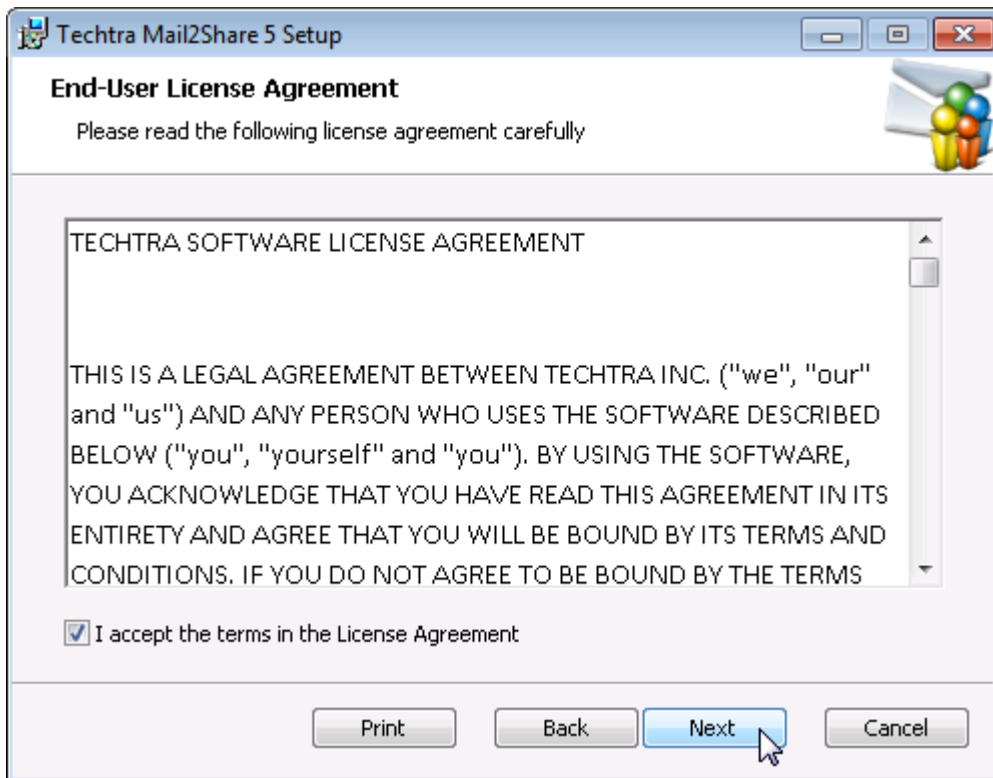 Techtra Mail2Share 5 Setup
End-User License Agreement
Please read the following license agreement carefully
TECHTRA SOFTWARE LICENSE AGREEMENT
THIS IS A LEGAL AGREEMENT BETWEEN TECHTRA INC. ("we", "our"
and "us") AND ANY PERSON WHO USES THE SOFTWARE DESCRIBED
BELOW ("you", "yourself" and "you"). BY USING THE SOFTWARE,
YOU ACKNOWLEDGE THAT YOU HAVE READ THIS AGREEMENT IN ITS
ENTIRETY AND AGREE THAT YOU WILL BE BOUND BY ITS TERMS AND
CONDITIONS. IF YOU DO NOT AGREE TO BE BOUND BY THE TERMS
I accept the terms in the License Agreement
Print Back Next Cancel